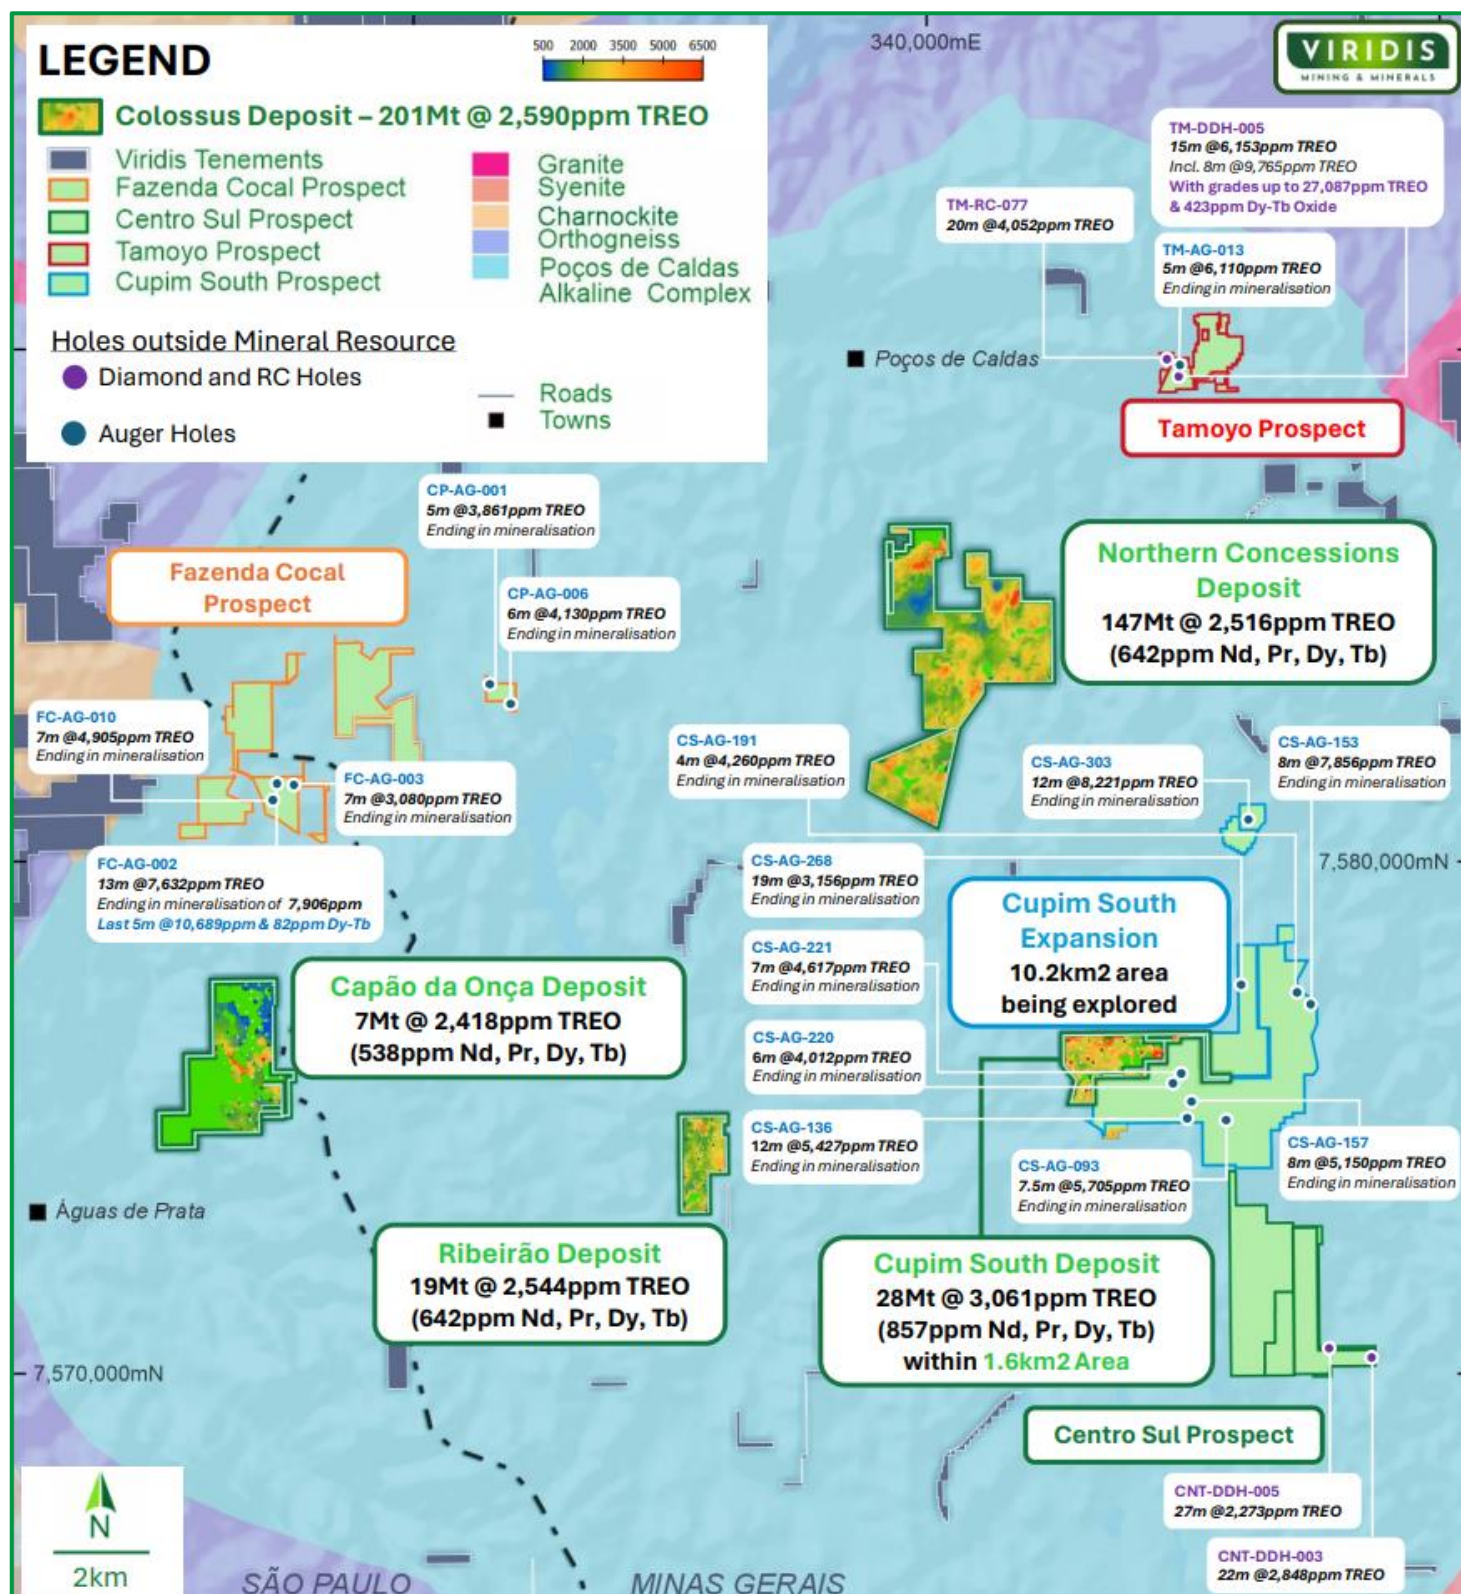 LEGEND
500 2000 3500 5000 6500
Colossus Deposit – 201Mt @ 2,590ppm TREO
Viridis Tenements
Fazenda Cocal Prospect
Centro Sul Prospect
Tamoyo Prospect
Cupim South Prospect
Granite
Syenite
Charnockite
Orthogneiss
Poços de Caldas
Alkaline Complex
Holes outside Mineral Resource
Diamond and RC Holes
Auger Holes
Roads
Towns
340,000mE
VIRIDIS
MINING & MINERALS
TM-DDH-005
15m @6,153ppm TREO
Incl. 8m @9,765ppm TREO
With grades up to 27,087ppm TREO
& 423ppm Dy-Tb Oxide
TM-RC-077
20m @4,052ppm TREO
TM-AG-013
5m @6,110ppm TREO
Ending in mineralisation
Poços de Caldas
Tamoyo Prospect
CP-AG-001
5m @3,861ppm TREO
Ending in mineralisation
Fazenda Cocal
Prospect
CP-AG-006
6m @4,130ppm TREO
Ending in mineralisation
Northern Concessions
Deposit
147Mt @ 2,516ppm TREO
(642ppm Nd, Pr, Dy, Tb)
FC-AG-010
7m @4,905ppm TREO
Ending in mineralisation
FC-AG-003
7m @3,080ppm TREO
Ending in mineralisation
CS-AG-191
4m @4,260ppm TREO
Ending in mineralisation
CS-AG-303
12m @8,221ppm TREO
Ending in mineralisation
CS-AG-153
8m @7,856ppm TREO
Ending in mineralisation
FC-AG-002
13m @7,632ppm TREO
Ending in mineralisation of 7,906ppm
Last 5m @10,689ppm & 82ppm Dy-Tb
CS-AG-268
19m @3,156ppm TREO
Ending in mineralisation
7,580,000mN
Cupim South
Expansion
10.2km2 area
being explored
CS-AG-221
7m @4,617ppm TREO
Ending in mineralisation
Capão da Onça Deposit
7Mt @ 2,418ppm TREO
(538ppm Nd, Pr, Dy, Tb)
CS-AG-220
6m @4,012ppm TREO
Ending in mineralisation
CS-AG-136
12m @5,427ppm TREO
Ending in mineralisation
CS-AG-093
7.5m @5,705ppm TREO
Ending in mineralisation
CS-AG-157
8m @5,150ppm TREO
Ending in mineralisation
Águas de Prata
Ribeirão Deposit
19Mt @ 2,544ppm TREO
(642ppm Nd, Pr, Dy, Tb)
Cupim South Deposit
28Mt @ 3,061ppm TREO
(857ppm Nd, Pr, Dy, Tb)
within 1.6km2 Area
7,570,000mN
Centro Sul Prospect
CNT-DDH-005
27m @2,273ppm TREO
CNT-DDH-003
22m @2,848ppm TREO
N
2km
SÃO PAULO
MINAS GERAIS